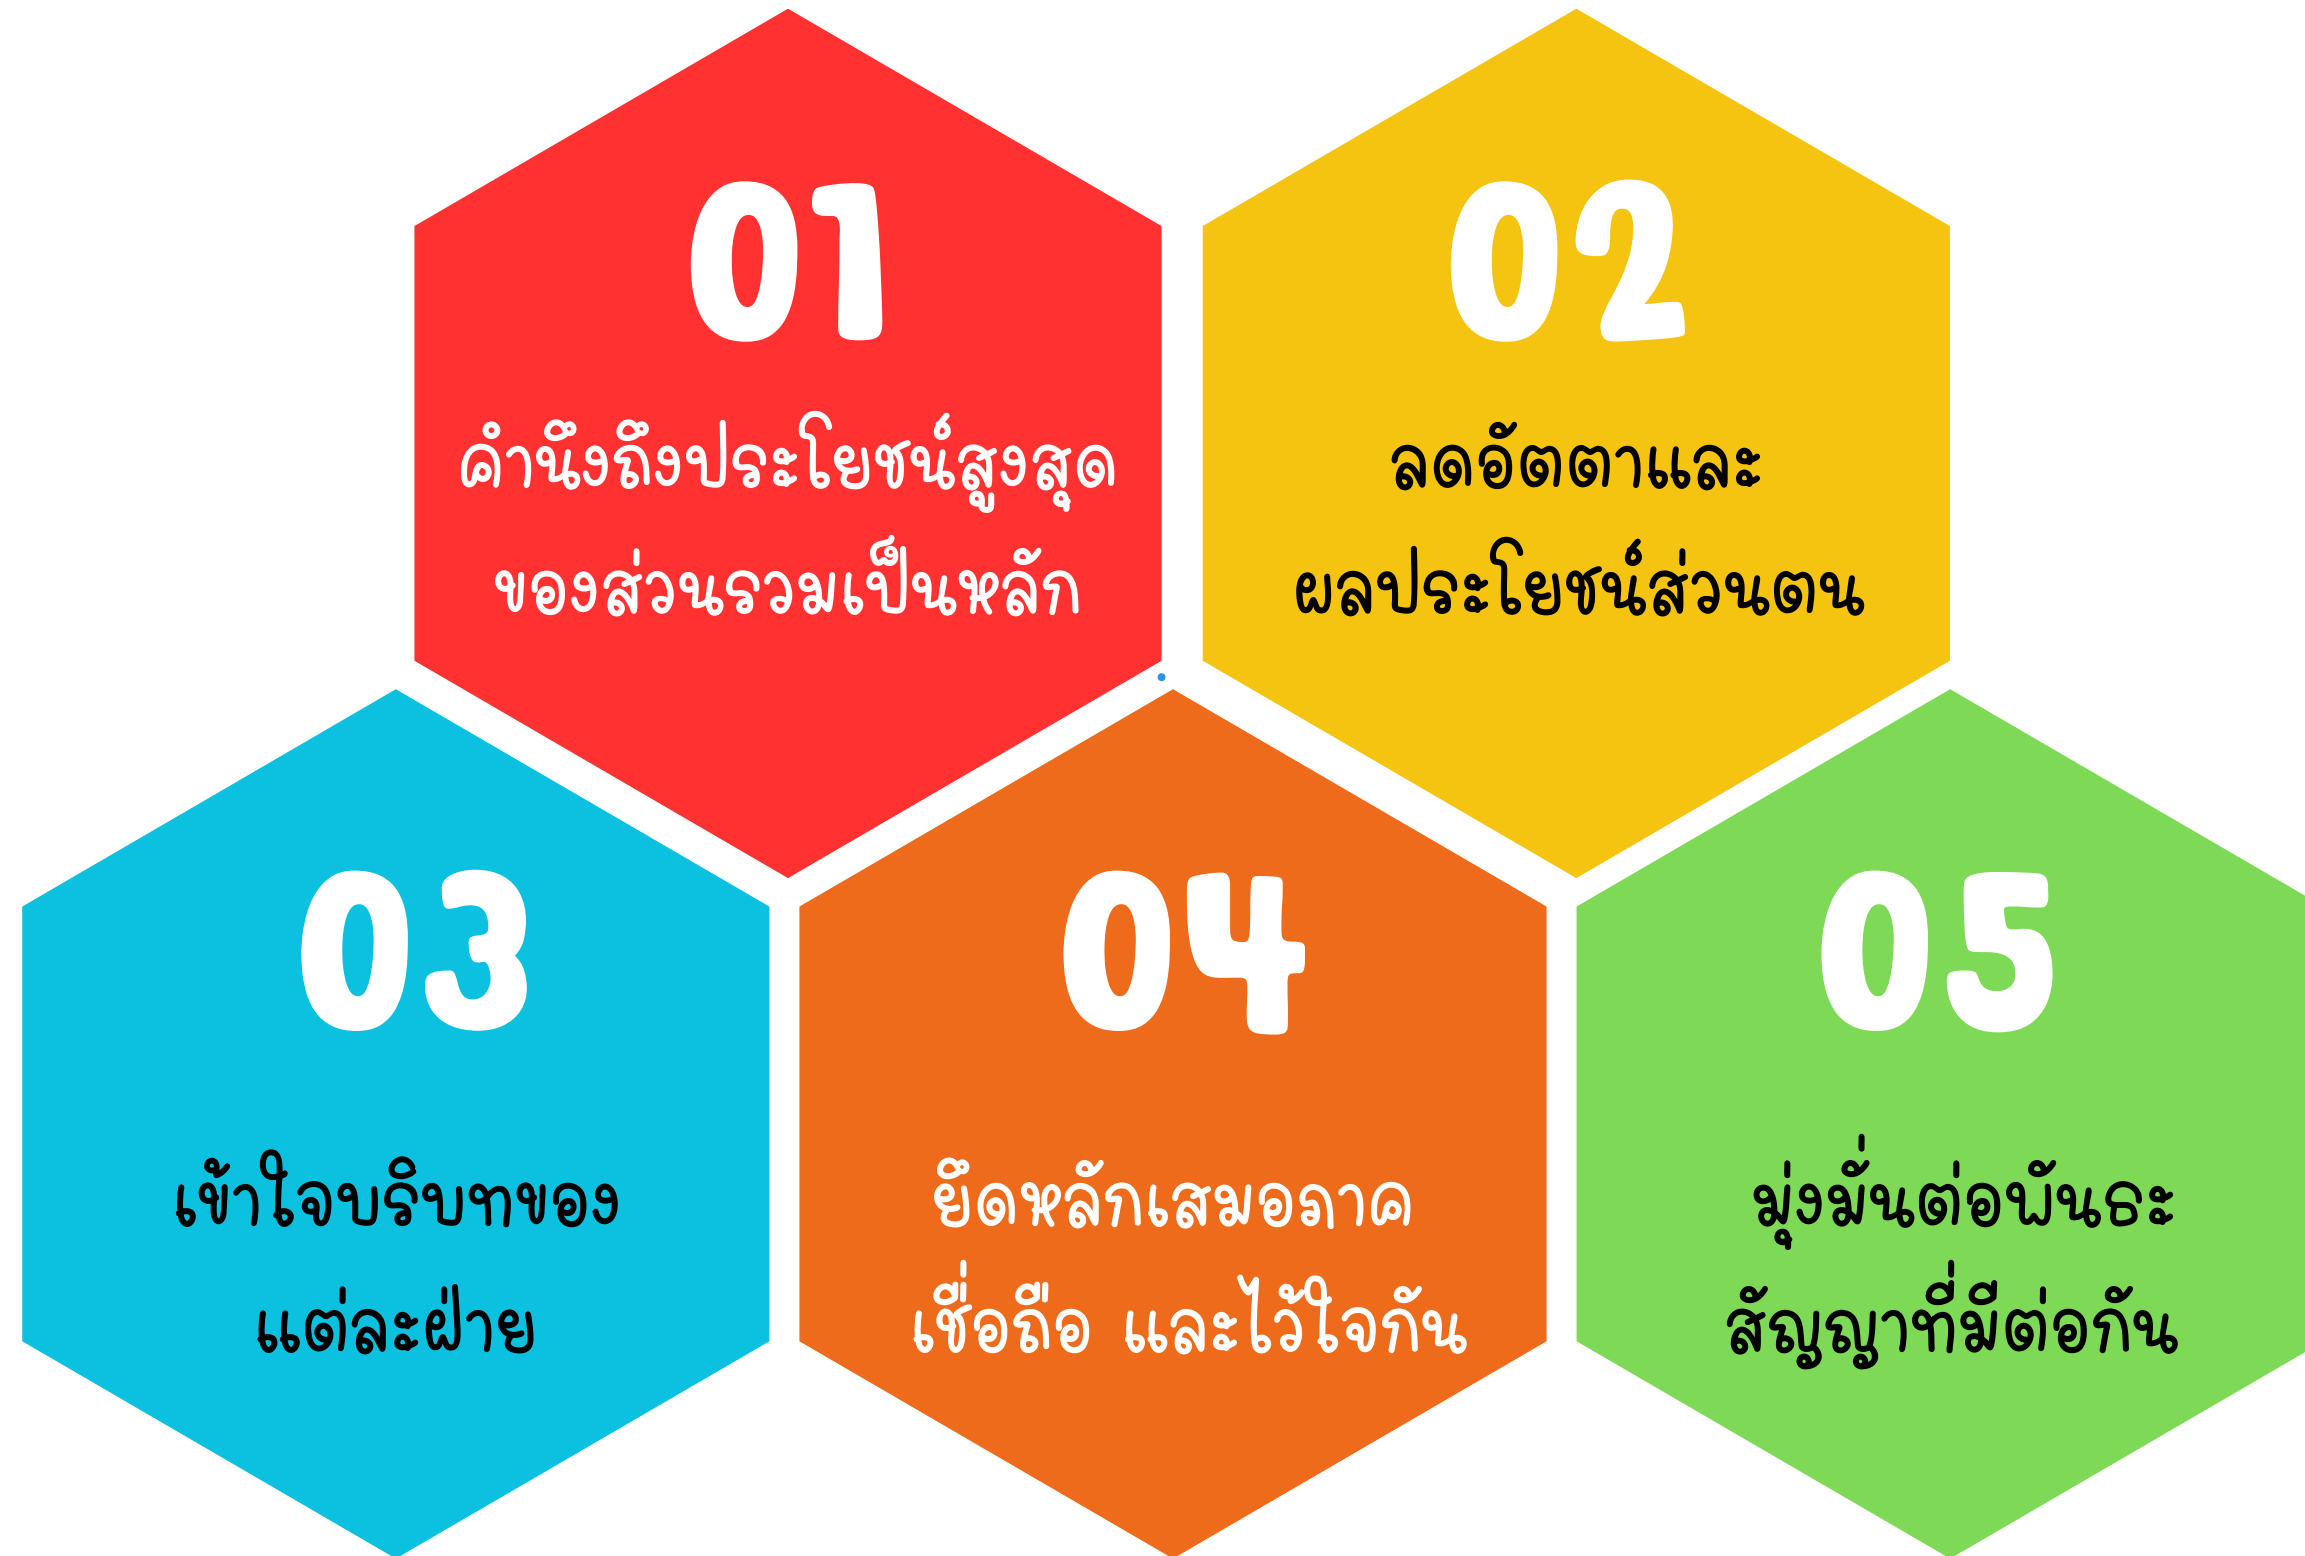 01
คำนึงถึงประโยชน์สูงสุด
ของส่วนรวมเป็นหลัก
02
ลดอัตตาและ
ผลประโยชน์ส่วนตน
03
เข้าใจบริบทของ
แต่ละฝ่าย
04
ยึดหลักเสมอภาค
ซื่อถือ และไว้ใจกัน
05
มุ่งมั่นต่อพันธะ
สัญญาที่มีต่อกัน